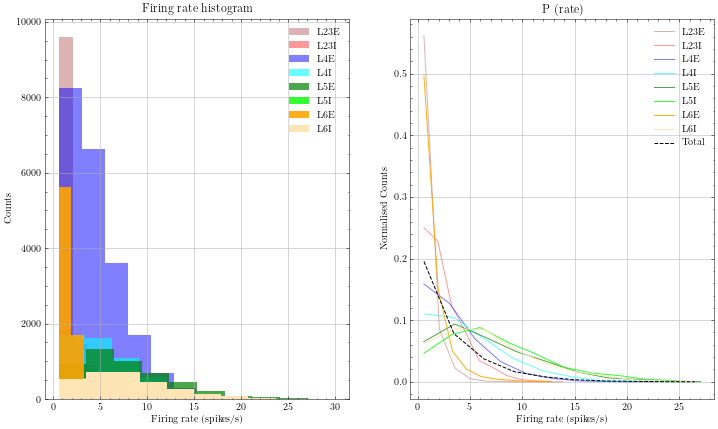 Firing rate histogram
Counts
10000
8000
6000
4000
2000
0
0 5 10 15 20 25 30
Firing rate (spikes/s)
L23E
L23I
L4E
L4I
L5E
L5I
L6E
L6I
P (rate)
Normalised Counts
0.5
0.4
0.3
0.2
0.1
0.0
0 5 10 15 20 25
Firing rate (spikes/s)
L23E
L23I
L4E
L4I
L5E
L5I
L6E
L6I
Total